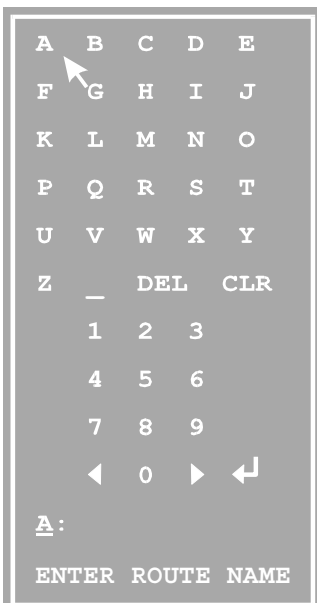 A B C D E
F G H I J
K L M N O
P Q R S T
U V W X Y
Z _ DEL CLR
1 2 3
4 5 6
7 8 9
◀ 0 ▶ ↵
A:
ENTER ROUTE NAME